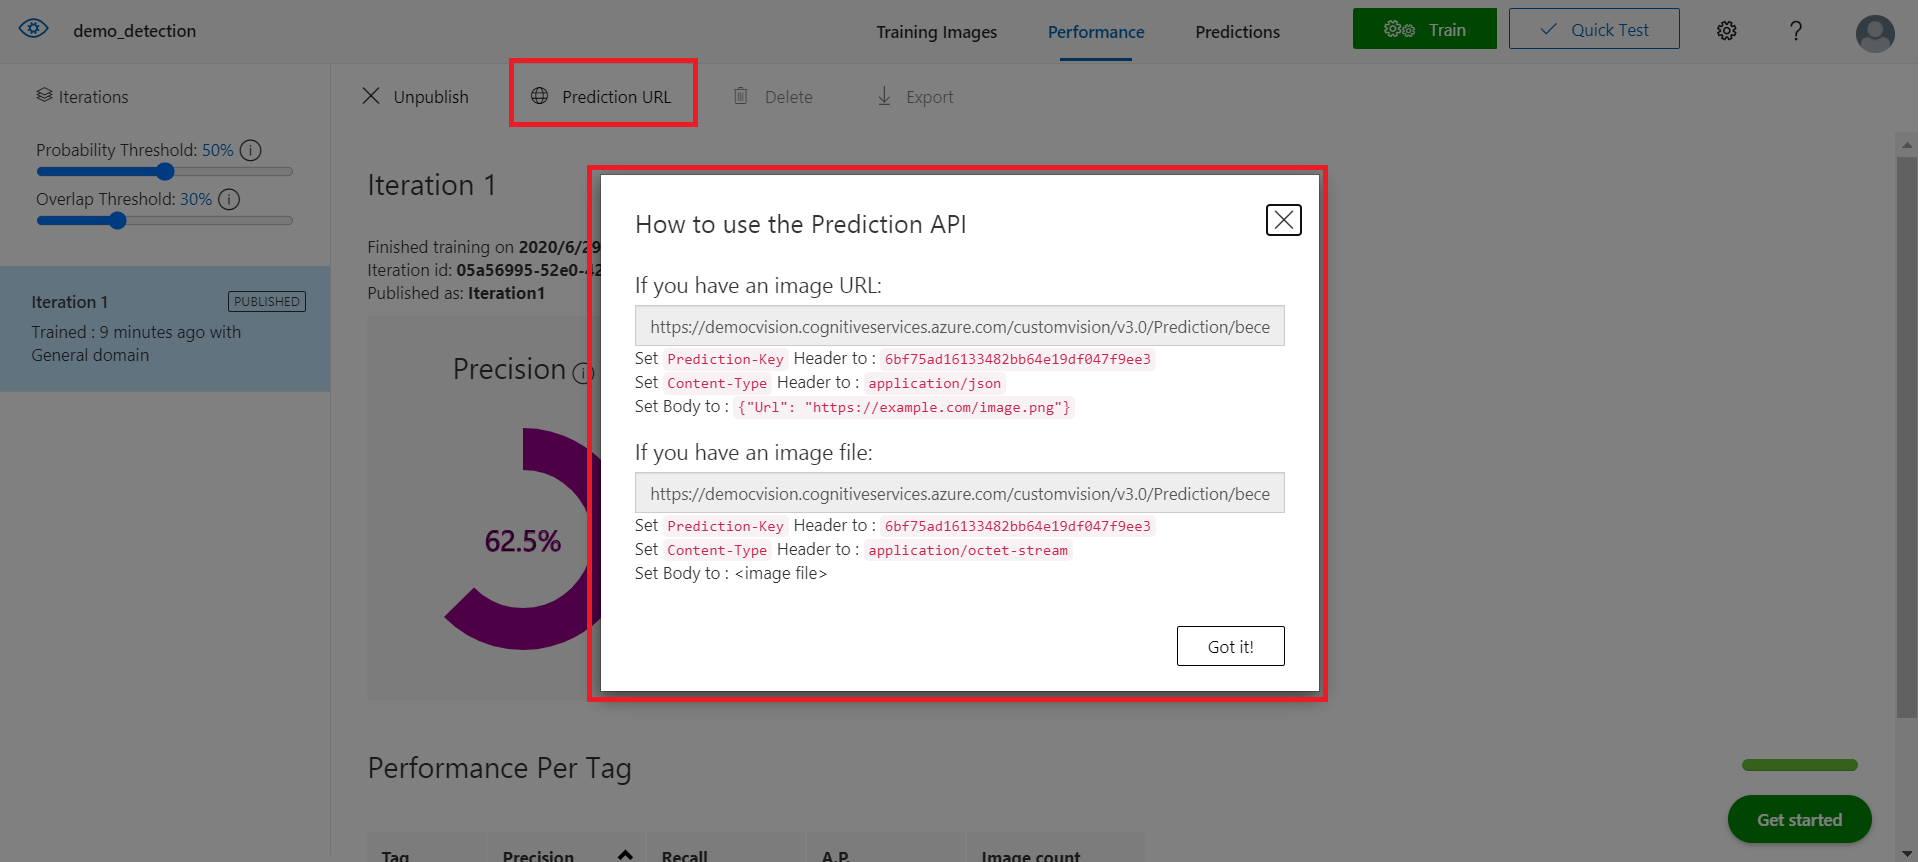 demo_detection
Training Images
Performance
Predictions
Train
Quick Test
?
Iterations
Unpublish
Prediction URL
Delete
Export
Probability Threshold: 50% i
Overlap Threshold: 30% i
Iteration 1
PUBLISHED
Trained : 9 minutes ago with
General domain
Iteration 1
Finished training on 2020/6/29
Iteration id: 05a56995-52e0-42
Published as: Iteration1
Precision i
62.5%
How to use the Prediction API
If you have an image URL:
https://democvision.cognitiveservices.azure.com/customvision/v3.0/Prediction/bece
Set Prediction-Key Header to : 6bf75ad16133482bb64e19df047f9ee3
Set Content-Type Header to : application/json
Set Body to : {"Url": "https://example.com/image.png"}
If you have an image file:
https://democvision.cognitiveservices.azure.com/customvision/v3.0/Prediction/bece
Set Prediction-Key Header to : 6bf75ad16133482bb64e19df047f9ee3
Set Content-Type Header to : application/octet-stream
Set Body to : <image file>
Got it!
Performance Per Tag
Get started
Tag
Precision
Recall
A.P.
Image count